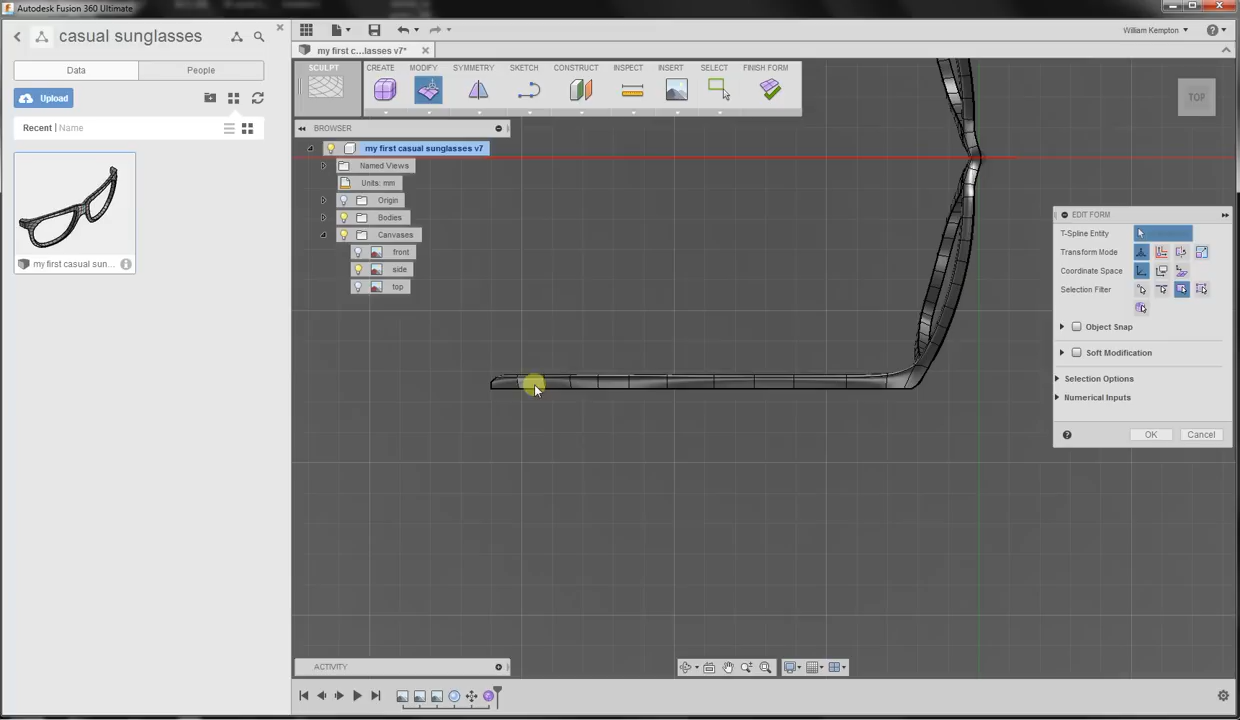 Autodesk Fusion 360 Ultimate
casual sunglasses
Data
People
Upload
Recent | Name
my first casual sun...
William Kempton
my first c...lasses v7*
SCULPT
CREATE
MODIFY
SYMMETRY
SKETCH
CONSTRUCT
INSPECT
INSERT
SELECT
FINISH FORM
TOP
BROWSER
my first casual sunglasses v7
Named Views
Units: mm
Origin
Bodies
Canvases
front
side
top
EDIT FORM
T-Spline Entity
Transform Mode
Coordinate Space
Selection Filter
Object Snap
Soft Modification
Selection Options
Numerical Inputs
OK
Cancel
ACTIVITY